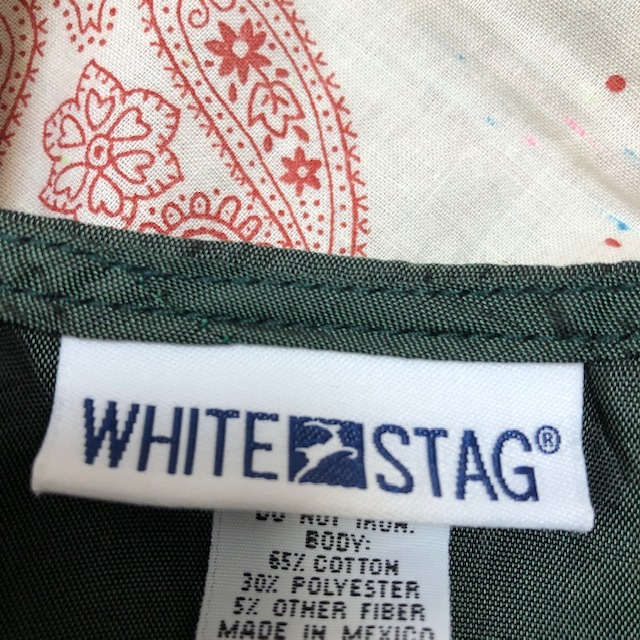 WHITE STAG®
DO NOT IRON.
BODY:
65% COTTON
30% POLYESTER
5% OTHER FIBER
MADE IN MEXICO